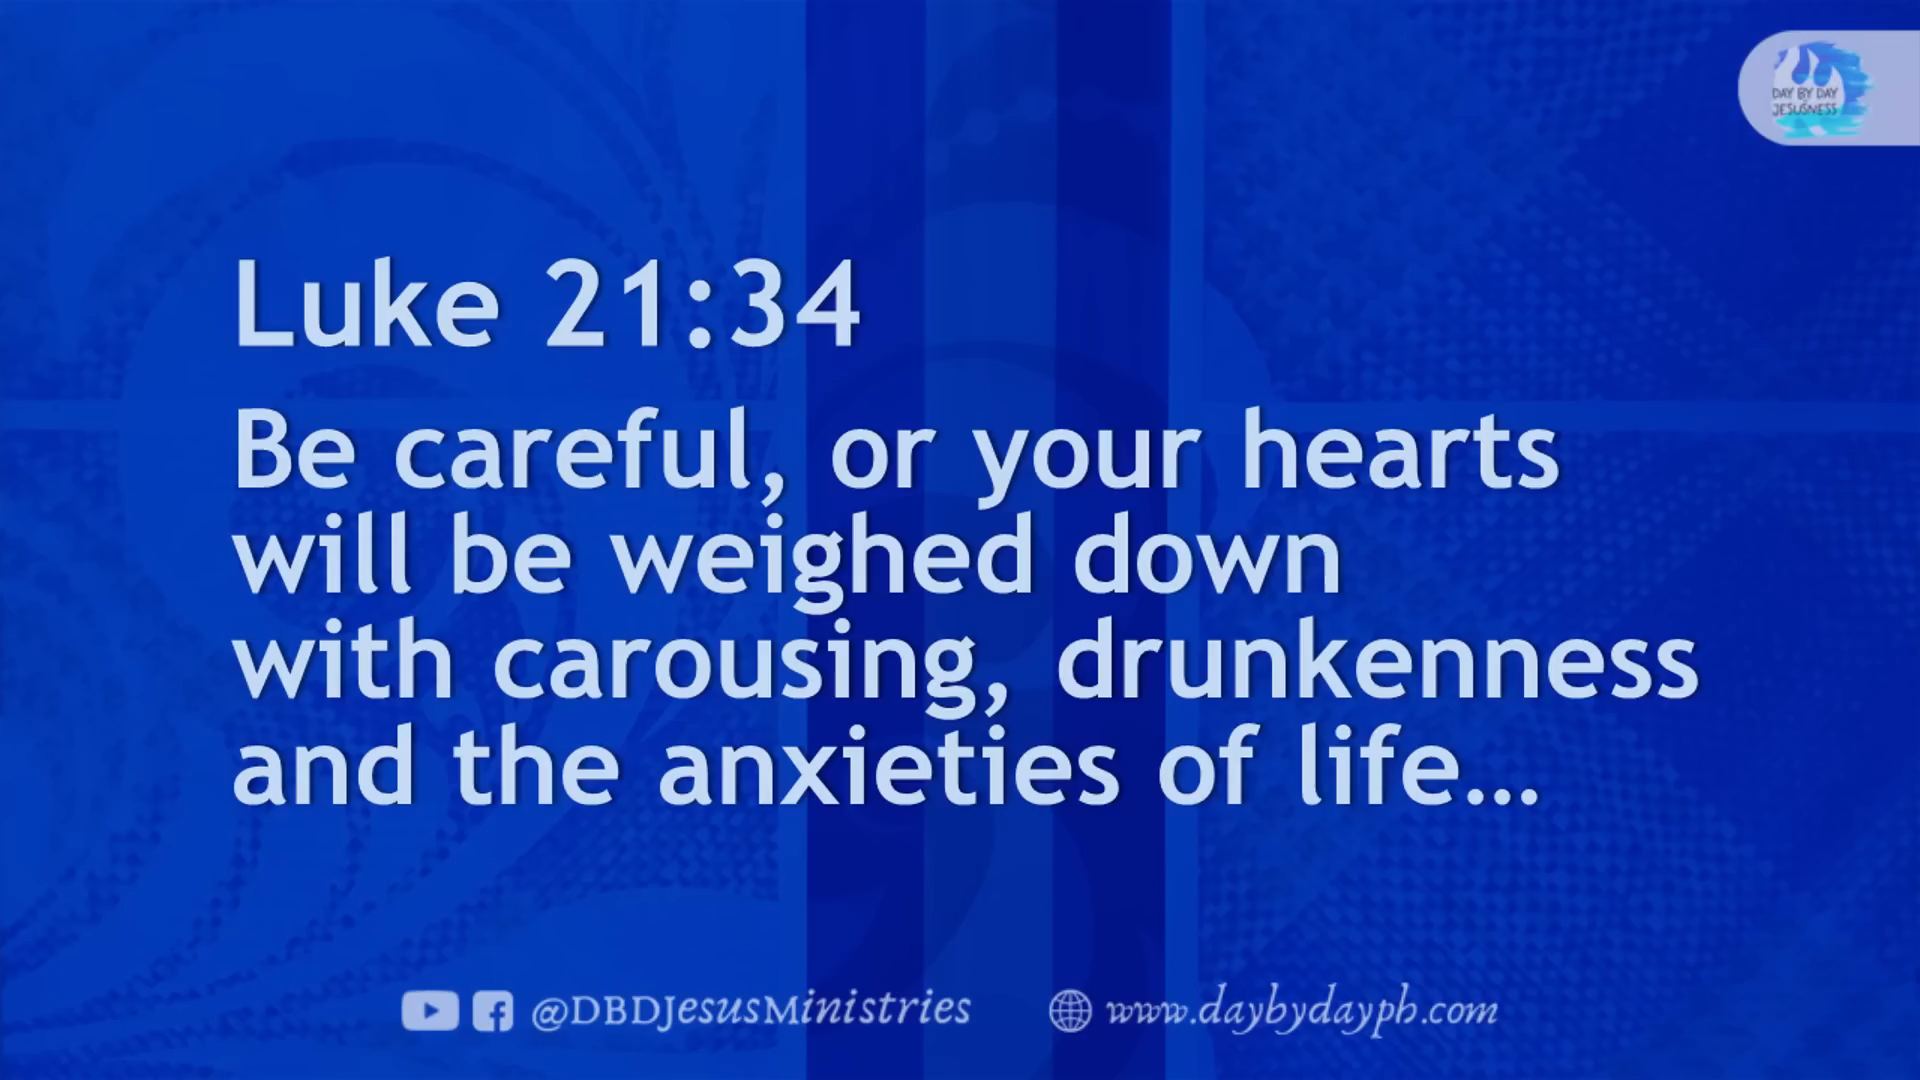 DAY BY DAY
JESUSNESS
Luke 21:34
Be careful, or your hearts
will be weighed down
with carousing, drunkenness
and the anxieties of life...
@DBDJesusMinistries www.daybydayph.com